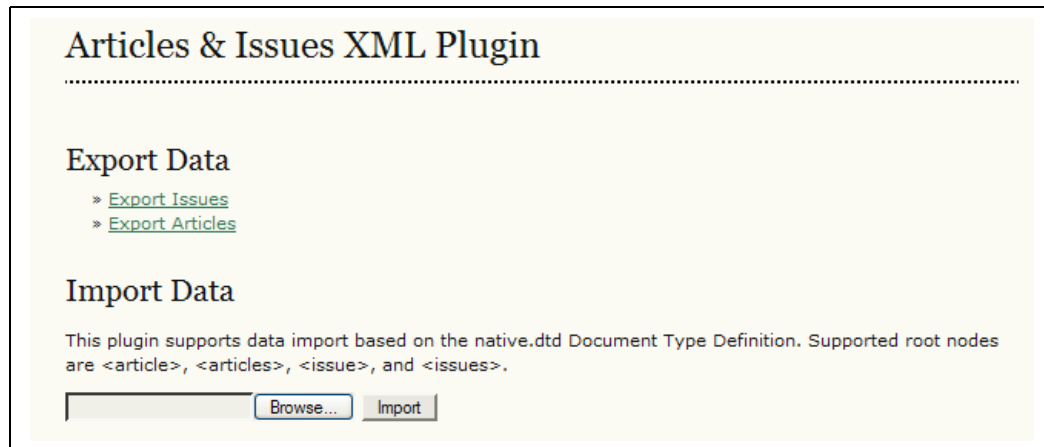 Articles & Issues XML Plugin
Export Data
» Export Issues
» Export Articles
Import Data
This plugin supports data import based on the native.dtd Document Type Definition. Supported root nodes
are <article>, <articles>, <issue>, and <issues>.
Browse... Import